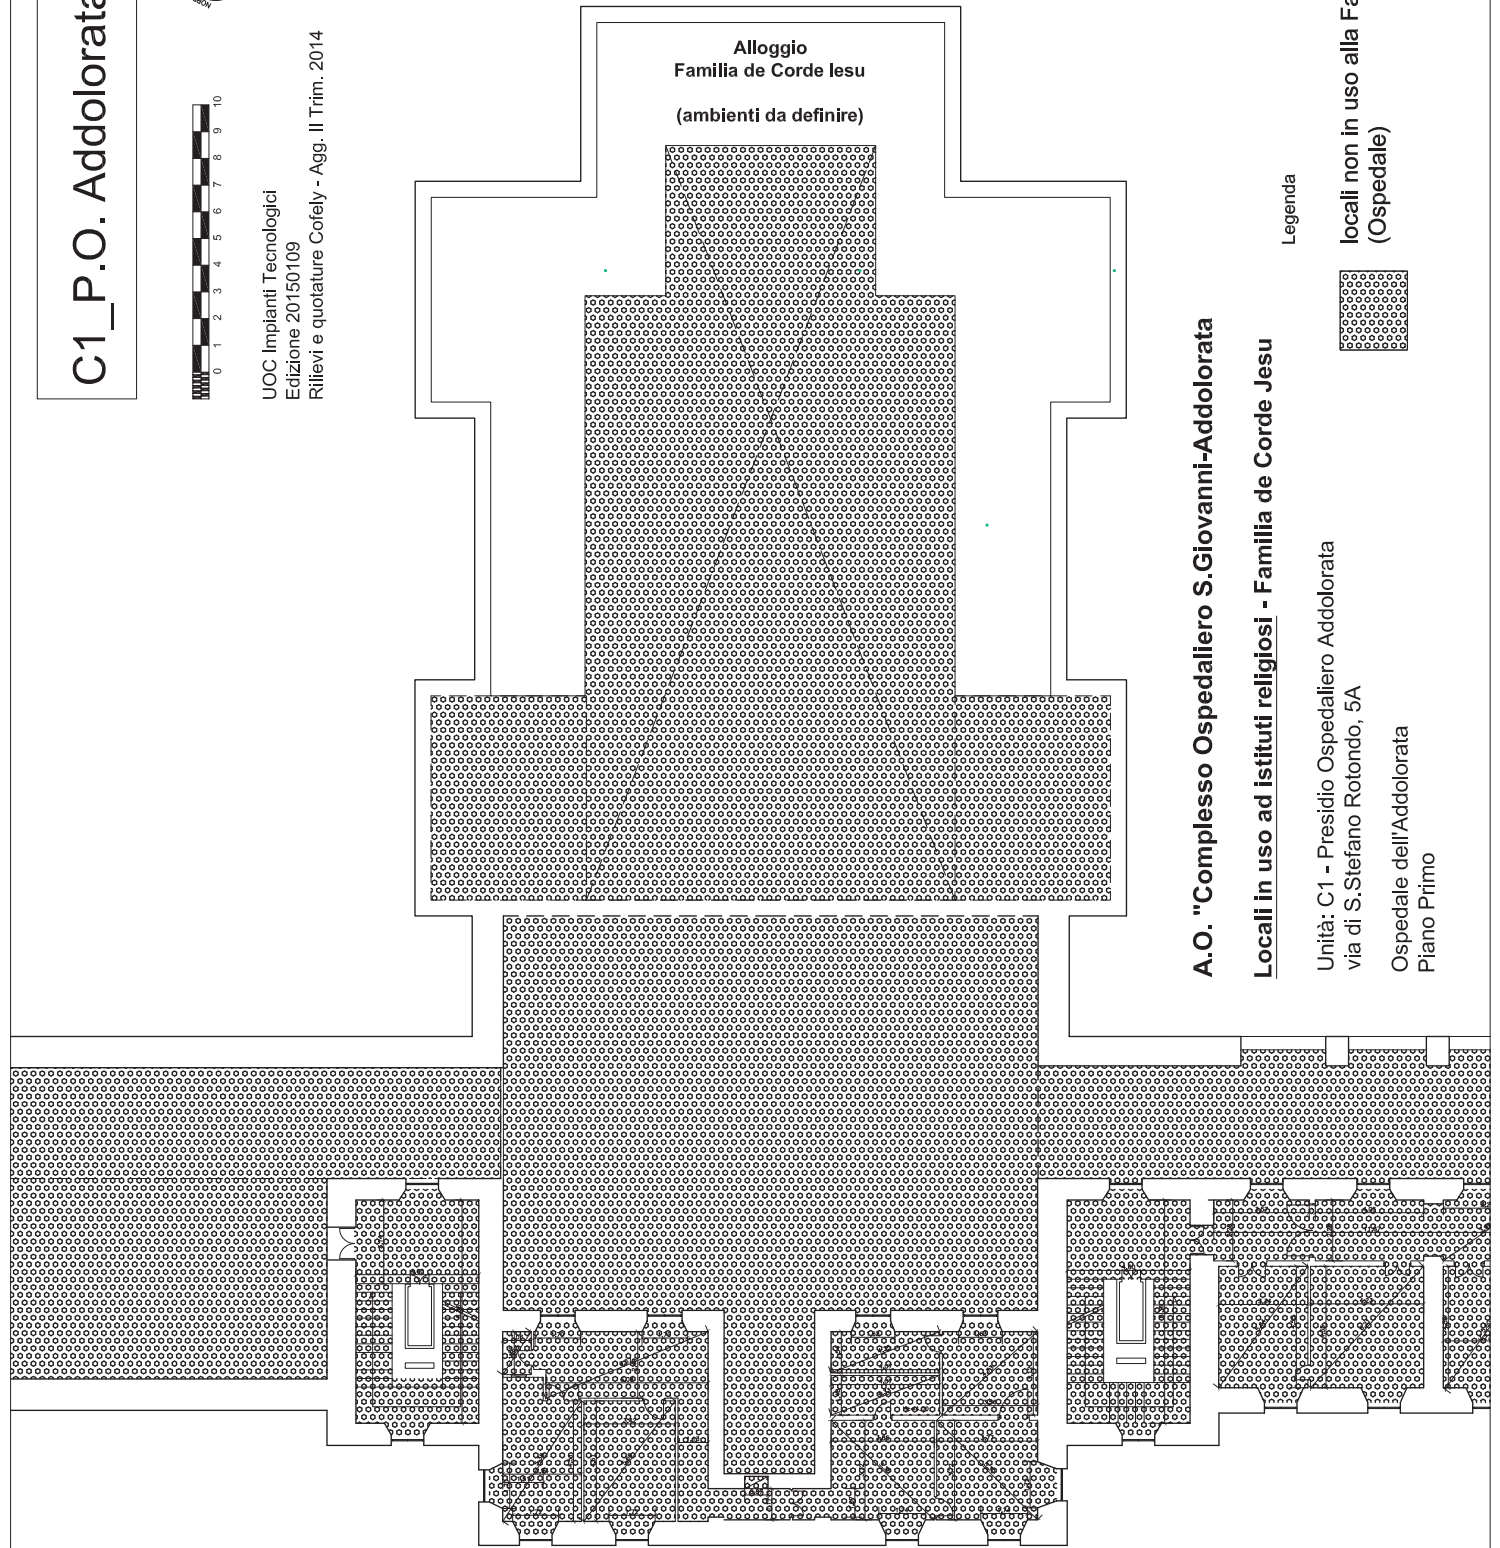 C1_P.O. Addolorata
0 1 2 3 4 5 6 7 8 9 10
UOC Impianti Tecnologici
Edizione 20150109
Rilievi e quotature Cofely - Agg. II Trim. 2014
Alloggio
Familia de Corde Iesu
(ambienti da definire)
A.O. "Complesso Ospedaliero S.Giovanni-Addolorata
Locali in uso ad istituti religiosi - Familia de Corde Jesu
Unità: C1 - Presidio Ospedaliero Addolorata
via di S.Stefano Rotondo, 5A
Ospedale dell'Addolorata
Piano Primo
Legenda
locali non in uso alla Fa
(Ospedale)